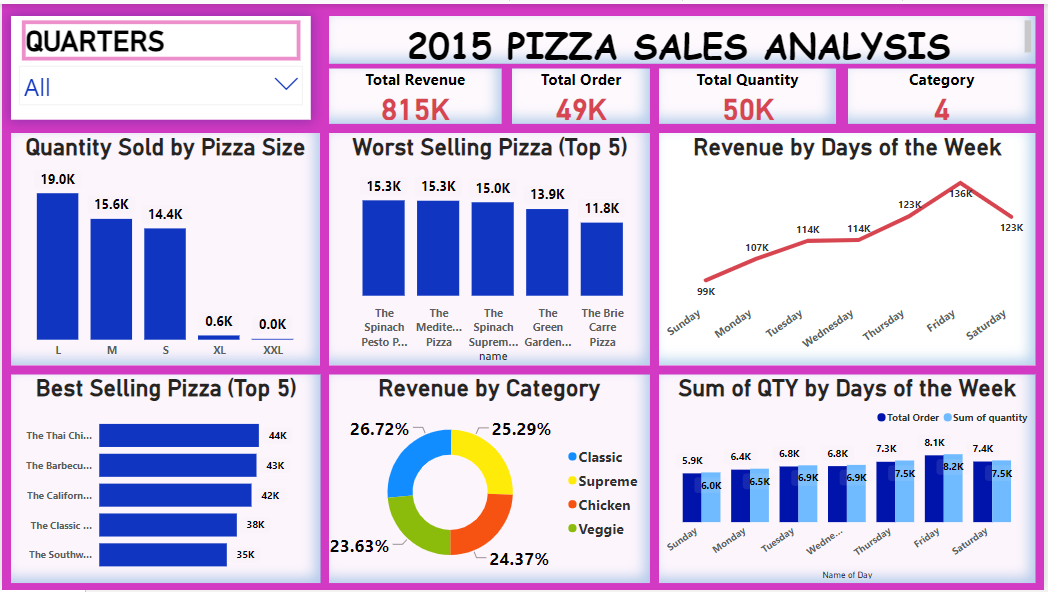 QUARTERS
All
2015 PIZZA SALES ANALYSIS
Total Revenue
815K
Total Order
49K
Total Quantity
50K
Category
4
Quantity Sold by Pizza Size
19.0K
15.6K
14.4K
0.6K
0.0K
L
M
S
XL
XXL
Worst Selling Pizza (Top 5)
15.3K
15.3K
15.0K
13.9K
11.8K
The
Spinach
Pesto P...
The
Medite...
Pizza
The
Spinach
Suprem...
The
Green
Garden...
The Brie
Carre
Pizza
name
Revenue by Days of the Week
99K
107K
114K
114K
123K
136K
123K
Sunday
Monday
Tuesday
Wednesday
Thursday
Friday
Saturday
Best Selling Pizza (Top 5)
The Thai Chi...
44K
The Barbecu...
43K
The Californ...
42K
The Classic ...
38K
The Southw...
35K
Revenue by Category
26.72%
25.29%
23.63%
24.37%
Classic
Supreme
Chicken
Veggie
Sum of QTY by Days of the Week
Total Order
Sum of quantity
5.9K
6.0K
6.4K
6.5K
6.8K
6.9K
6.8K
6.9K
7.3K
7.5K
8.1K
8.2K
7.4K
7.5K
Sunday
Monday
Tuesday
Wedne...
Thursday
Friday
Saturday
Name of Day